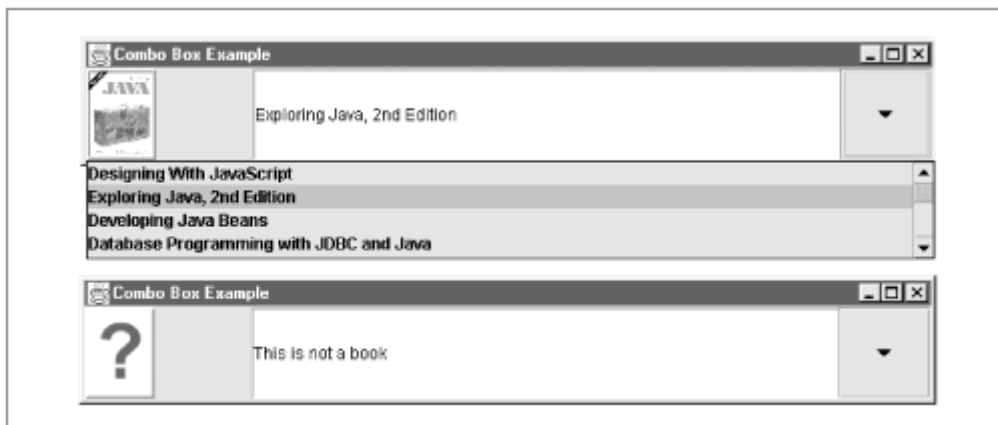 Combo Box Example
JAVA
Exploring Java, 2nd Edition
Designing With JavaScript
Exploring Java, 2nd Edition
Developing Java Beans
Database Programming with JDBC and Java
Combo Box Example
?
This is not a book